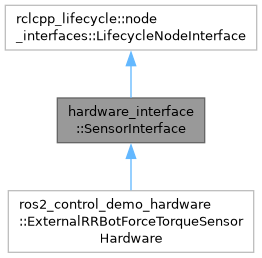 rclcpp_lifecycle::node
_interfaces::LifecycleNodeInterface
hardware_interface
::SensorInterface
ros2_control_demo_hardware
::ExternalRRBotForceTorqueSensor
Hardware